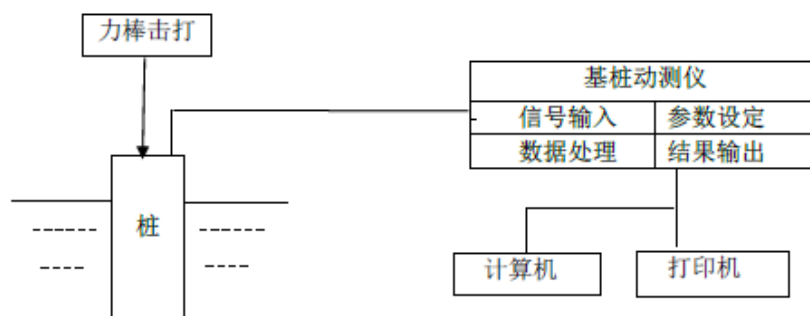 力棒击打
基桩动测仪
信号输入 参数设定
数据处理 结果输出
桩
计算机 打印机